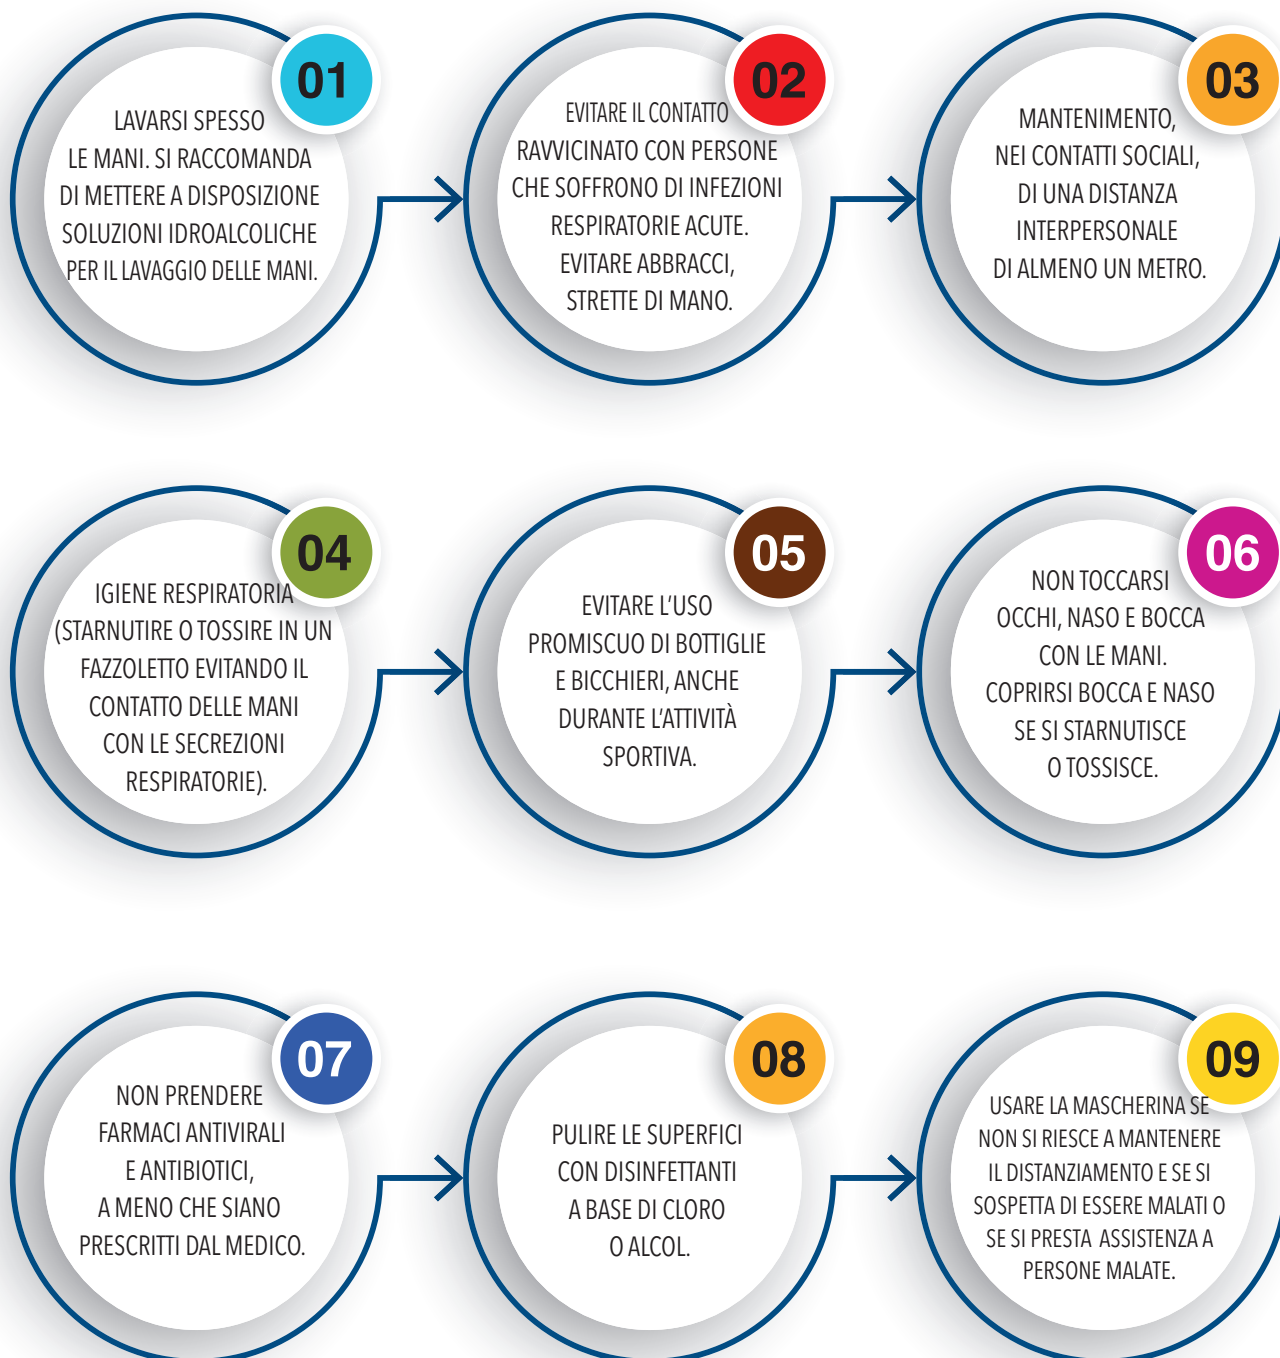 01
LAVARSI SPESSO
LE MANI. SI RACCOMANDA
DI METTERE A DISPOSIZIONE
SOLUZIONI IDROALCOLICHE
PER IL LAVAGGIO DELLE MANI.
02
EVITARE IL CONTATTO
RAVVICINATO CON PERSONE
CHE SOFFRONO DI INFEZIONI
RESPIRATORIE ACUTE.
EVITARE ABBRACCI,
STRETTE DI MANO.
03
MANTENIMENTO,
NEI CONTATTI SOCIALI,
DI UNA DISTANZA
INTERPERSONALE
DI ALMENO UN METRO.
04
IGIENE RESPIRATORIA
(STARNUTIRE O TOSSIRE IN UN
FAZZOLETTO EVITANDO IL
CONTATTO DELLE MANI
CON LE SECREZIONI
RESPIRATORIE).
05
EVITARE L'USO
PROMISCUO DI BOTTIGLIE
E BICCHIERI, ANCHE
DURANTE L'ATTIVITÀ
SPORTIVA.
06
NON TOCCARSI
OCCHI, NASO E BOCCA
CON LE MANI.
COPRIRSI BOCCA E NASO
SE SI STARNUTISCE
O TOSSISCE.
07
NON PRENDERE
FARMACI ANTIVIRALI
E ANTIBIOTICI,
A MENO CHE SIANO
PRESCRITTI DAL MEDICO.
08
PULIRE LE SUPERFICI
CON DISINFETTANTI
A BASE DI CLORO
O ALCOL.
09
USARE LA MASCHERINA SE
NON SI RIESCE A MANTENERE
IL DISTANZIAMENTO E SE SI
SOSPETTA DI ESSERE MALATI O
SE SI PRESTA ASSISTENZA A
PERSONE MALATE.